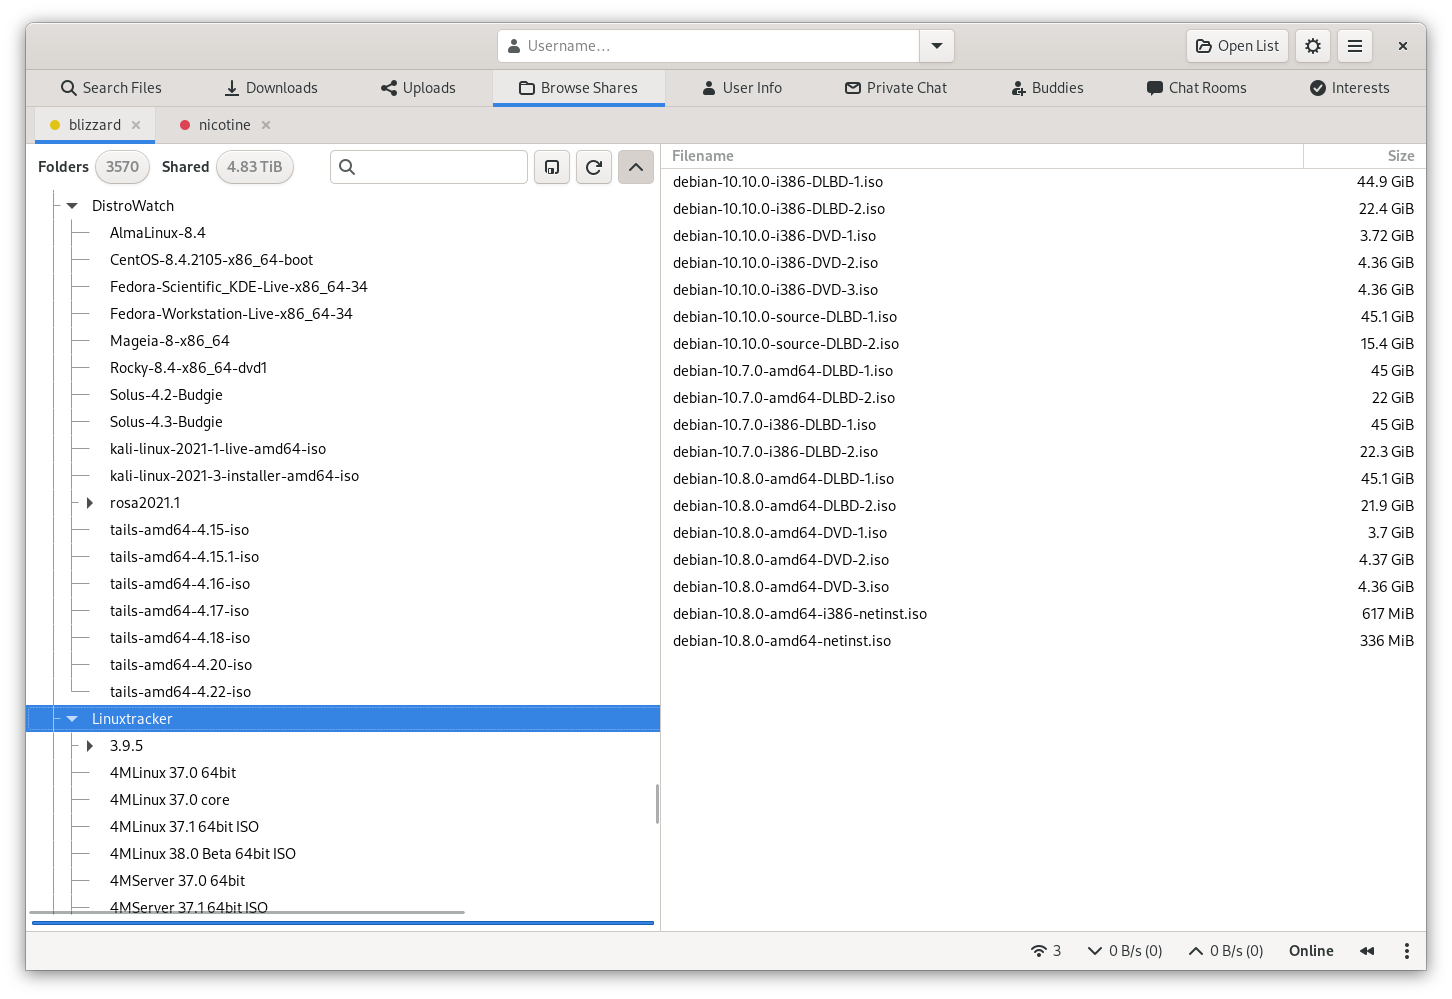 Username...
Open List
Search Files
Downloads
Uploads
Browse Shares
User Info
Private Chat
Buddies
Chat Rooms
Interests
blizzard
nicotine
Folders 3570 Shared 4.83 TiB
DistroWatch
AlmaLinux-8.4
CentOS-8.4.2105-x86_64-boot
Fedora-Scientific_KDE-Live-x86_64-34
Fedora-Workstation-Live-x86_64-34
Mageia-8-x86_64
Rocky-8.4-x86_64-dvd1
Solus-4.2-Budgie
Solus-4.3-Budgie
kali-linux-2021-1-live-amd64-iso
kali-linux-2021-3-installer-amd64-iso
rosa2021.1
tails-amd64-4.15-iso
tails-amd64-4.15.1-iso
tails-amd64-4.16-iso
tails-amd64-4.17-iso
tails-amd64-4.18-iso
tails-amd64-4.20-iso
tails-amd64-4.22-iso
Linuxtracker
3.9.5
4MLinux 37.0 64bit
4MLinux 37.0 core
4MLinux 37.1 64bit ISO
4MLinux 38.0 Beta 64bit ISO
4MServer 37.0 64bit
4MServer 37.1 64bit ISO
Filename Size
debian-10.10.0-i386-DLBD-1.iso 44.9 GiB
debian-10.10.0-i386-DLBD-2.iso 22.4 GiB
debian-10.10.0-i386-DVD-1.iso 3.72 GiB
debian-10.10.0-i386-DVD-2.iso 4.36 GiB
debian-10.10.0-i386-DVD-3.iso 4.36 GiB
debian-10.10.0-source-DLBD-1.iso 45.1 GiB
debian-10.10.0-source-DLBD-2.iso 15.4 GiB
debian-10.7.0-amd64-DLBD-1.iso 45 GiB
debian-10.7.0-amd64-DLBD-2.iso 22 GiB
debian-10.7.0-i386-DLBD-1.iso 45 GiB
debian-10.7.0-i386-DLBD-2.iso 22.3 GiB
debian-10.8.0-amd64-DLBD-1.iso 45.1 GiB
debian-10.8.0-amd64-DLBD-2.iso 21.9 GiB
debian-10.8.0-amd64-DVD-1.iso 3.7 GiB
debian-10.8.0-amd64-DVD-2.iso 4.37 GiB
debian-10.8.0-amd64-DVD-3.iso 4.36 GiB
debian-10.8.0-amd64-i386-netinst.iso 617 MiB
debian-10.8.0-amd64-netinst.iso 336 MiB
3 0 B/s (0) 0 B/s (0) Online